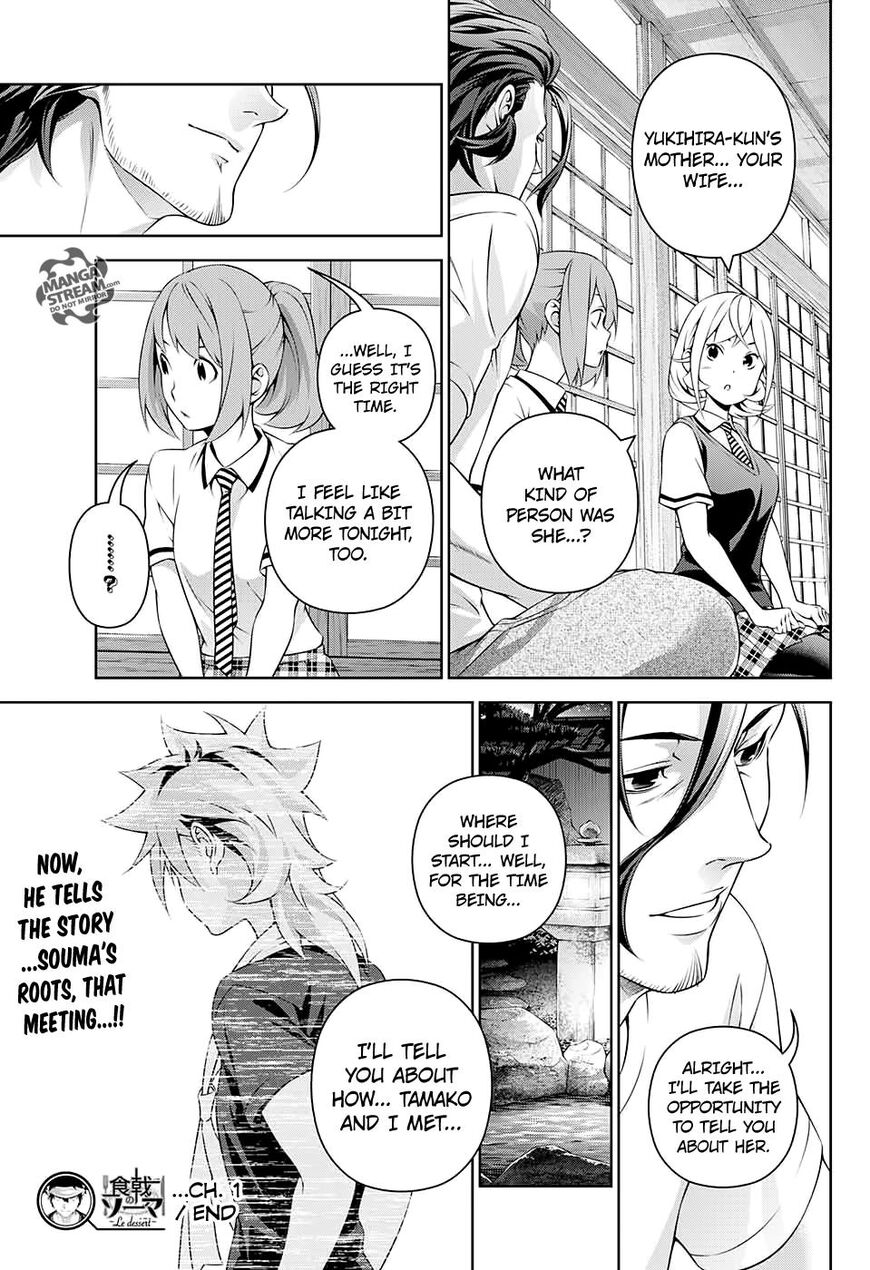 YUKIHIRA-KUN'S
MOTHER... YOUR
WIFE...
WHAT
KIND OF
PERSON WAS
SHE...?
MANGA
STREAM.com
DO NOT MIRROR
...WELL, I
GUESS IT'S
THE RIGHT
TIME.
I FEEL LIKE
TALKING A BIT
MORE TONIGHT,
TOO.
........?
ALRIGHT...
I'LL TAKE THE
OPPORTUNITY
TO TELL YOU
ABOUT HER.
WHERE
SHOULD I
START... WELL,
FOR THE TIME
BEING...
I'LL TELL
YOU ABOUT
HOW... TAMAKO
AND I MET...
NOW,
HE TELLS
THE STORY
...SOUMA'S
ROOTS, THAT
MEETING...!!
食戟の
ソーマ
-Le dessert-
...CH. 1
/ END